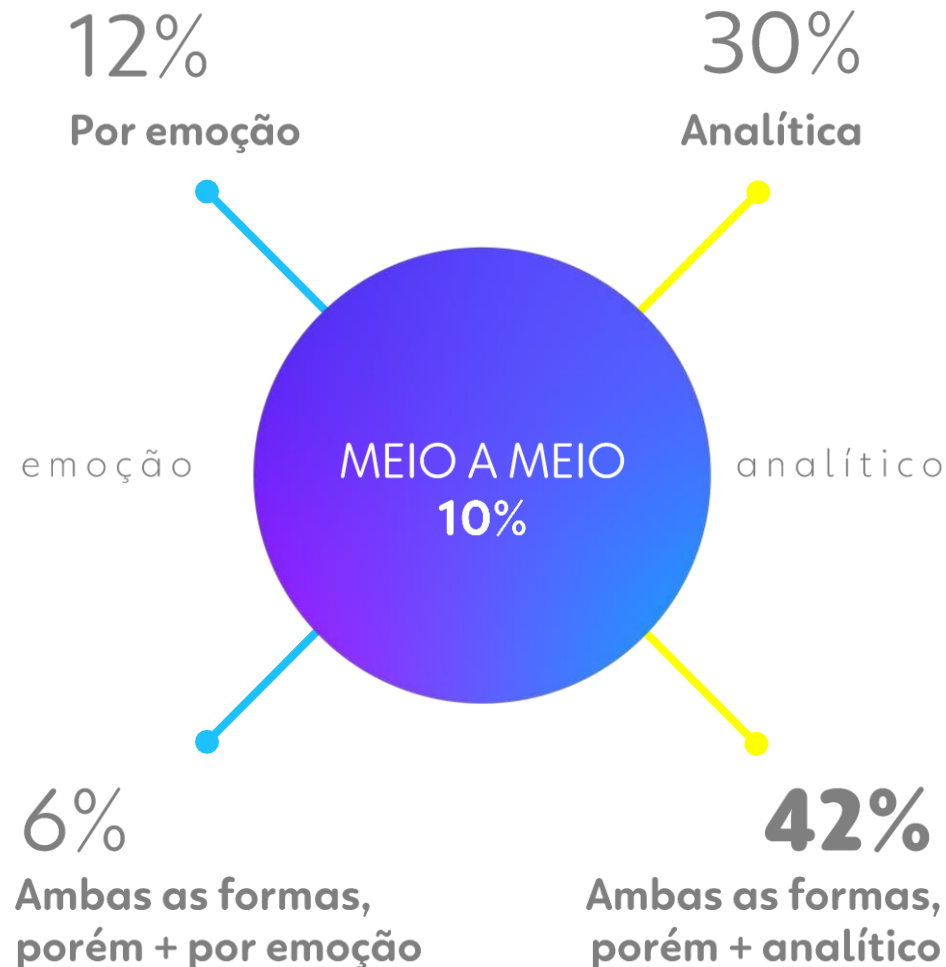 12%
Por emoção
30%
Analítica
emoção
MEIO A MEIO
10%
analítico
6%
Ambas as formas,
porém + por emoção
42%
Ambas as formas,
porém + analítico